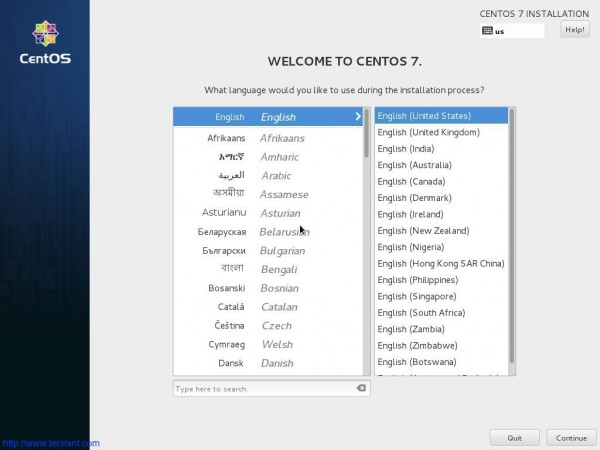 CentOS
CENTOS 7 INSTALLATION
us
Help!
WELCOME TO CENTOS 7.
What language would you like to use during the installation process?
English English
Afrikaans Afrikaans
አማርኛ Amharic
العربية Arabic
অসমীয়া Assamese
Asturianu Asturian
Беларуская Belarusian
Български Bulgarian
বাংলা Bengali
Bosanski Bosnian
Català Catalan
Čeština Czech
Cymraeg Welsh
Dansk Danish
Type here to search.
English (United States)
English (United Kingdom)
English (India)
English (Australia)
English (Canada)
English (Denmark)
English (Ireland)
English (New Zealand)
English (Nigeria)
English (Hong Kong SAR China)
English (Philippines)
English (Singapore)
English (South Africa)
English (Zambia)
English (Zimbabwe)
English (Botswana)
http://www.tecmint.com
Quit
Continue